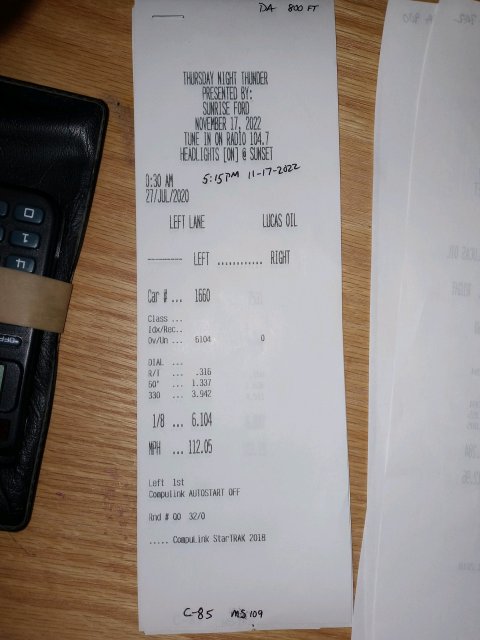 DA 800 FT
THURSDAY NIGHT THUNDER
PRESENTED BY:
SUNRISE FORD
NOVEMBER 17, 2022
TUNE IN ON RADIO 104.7
HEADLIGHTS [ON] @ SUNSET
0:30 AM 5:15PM 11-17-2022
27/JUL/2020
LEFT LANE LUCAS OIL
---------- LEFT ............ RIGHT
Car # ... 1660
Class ...
Idx/Rec..
Ov/Un ... 6104 0
DIAL ...
R/T ... .316
60' ... 1.337
330 ... 3.942
1/8 ... 6.104
MPH ... 112.05
Left 1st
CompuLink AUTOSTART OFF
Rnd # Q0 32/0
..... CompuLink StarTRAK 2018
C-85 MS 109